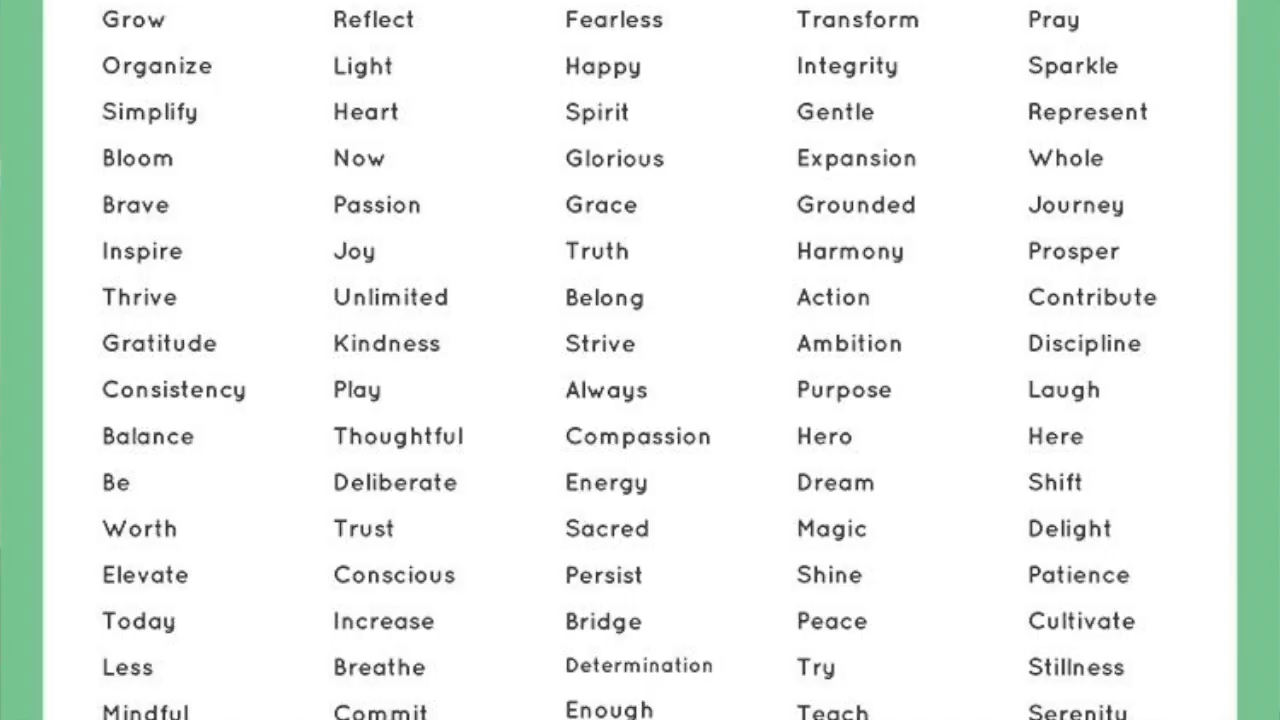 Grow Reflect Fearless Transform Pray
Organize Light Happy Integrity Sparkle
Simplify Heart Spirit Gentle Represent
Bloom Now Glorious Expansion Whole
Brave Passion Grace Grounded Journey
Inspire Joy Truth Harmony Prosper
Thrive Unlimited Belong Action Contribute
Gratitude Kindness Strive Ambition Discipline
Consistency Play Always Purpose Laugh
Balance Thoughtful Compassion Hero Here
Be Deliberate Energy Dream Shift
Worth Trust Sacred Magic Delight
Elevate Conscious Persist Shine Patience
Today Increase Bridge Peace Cultivate
Less Breathe Determination Try Stillness
Mindful Commit Enough Teach Serenity